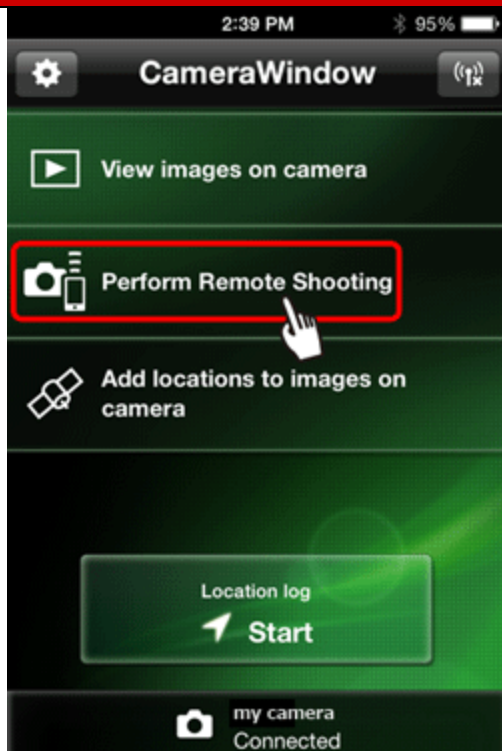 2:39 PM 95%
CameraWindow
View images on camera
Perform Remote Shooting
Add locations to images on
camera
Location log
Start
my camera
Connected